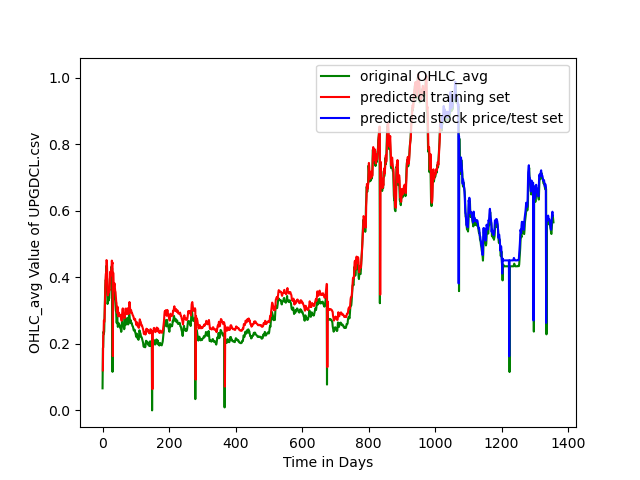 original OHLC_avg
predicted training set
predicted stock price/test set
1.0
0.8
0.6
0.4
0.2
0.0
OHLC_avg Value of UPGDCL.csv
0 200 400 600 800 1000 1200 1400
Time in Days